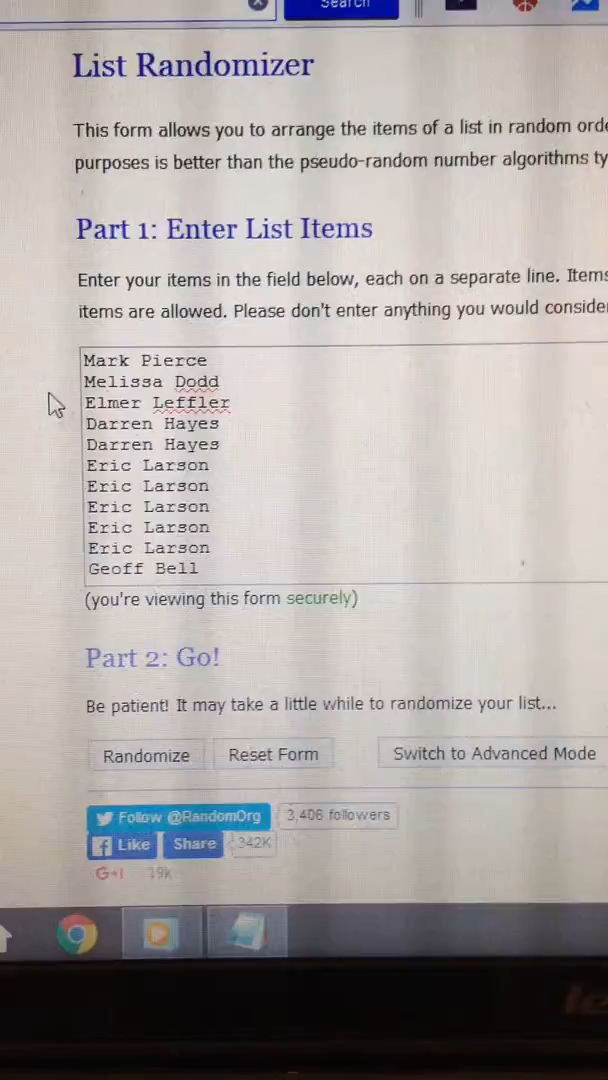 Search
List Randomizer
This form allows you to arrange the items of a list in random
purposes is better than the pseudo-random number algorithms
Part 1: Enter List Items
Enter your items in the field below, each on a separate line. Items
items are allowed. Please don't enter anything you would
Mark Pierce
Melissa Dodd
Elmer Leffler
Darren Hayes
Darren Hayes
Eric Larson
Eric Larson
Eric Larson
Eric Larson
Eric Larson
Geoff Bell
(you're viewing this form securely)
Part 2: Go!
Be patient! It may take a little while to randomize your list...
Randomize Reset Form Switch to Advanced Mode
Follow @RandomOrg 3,406 followers
Like Share 342K
G+1 19k